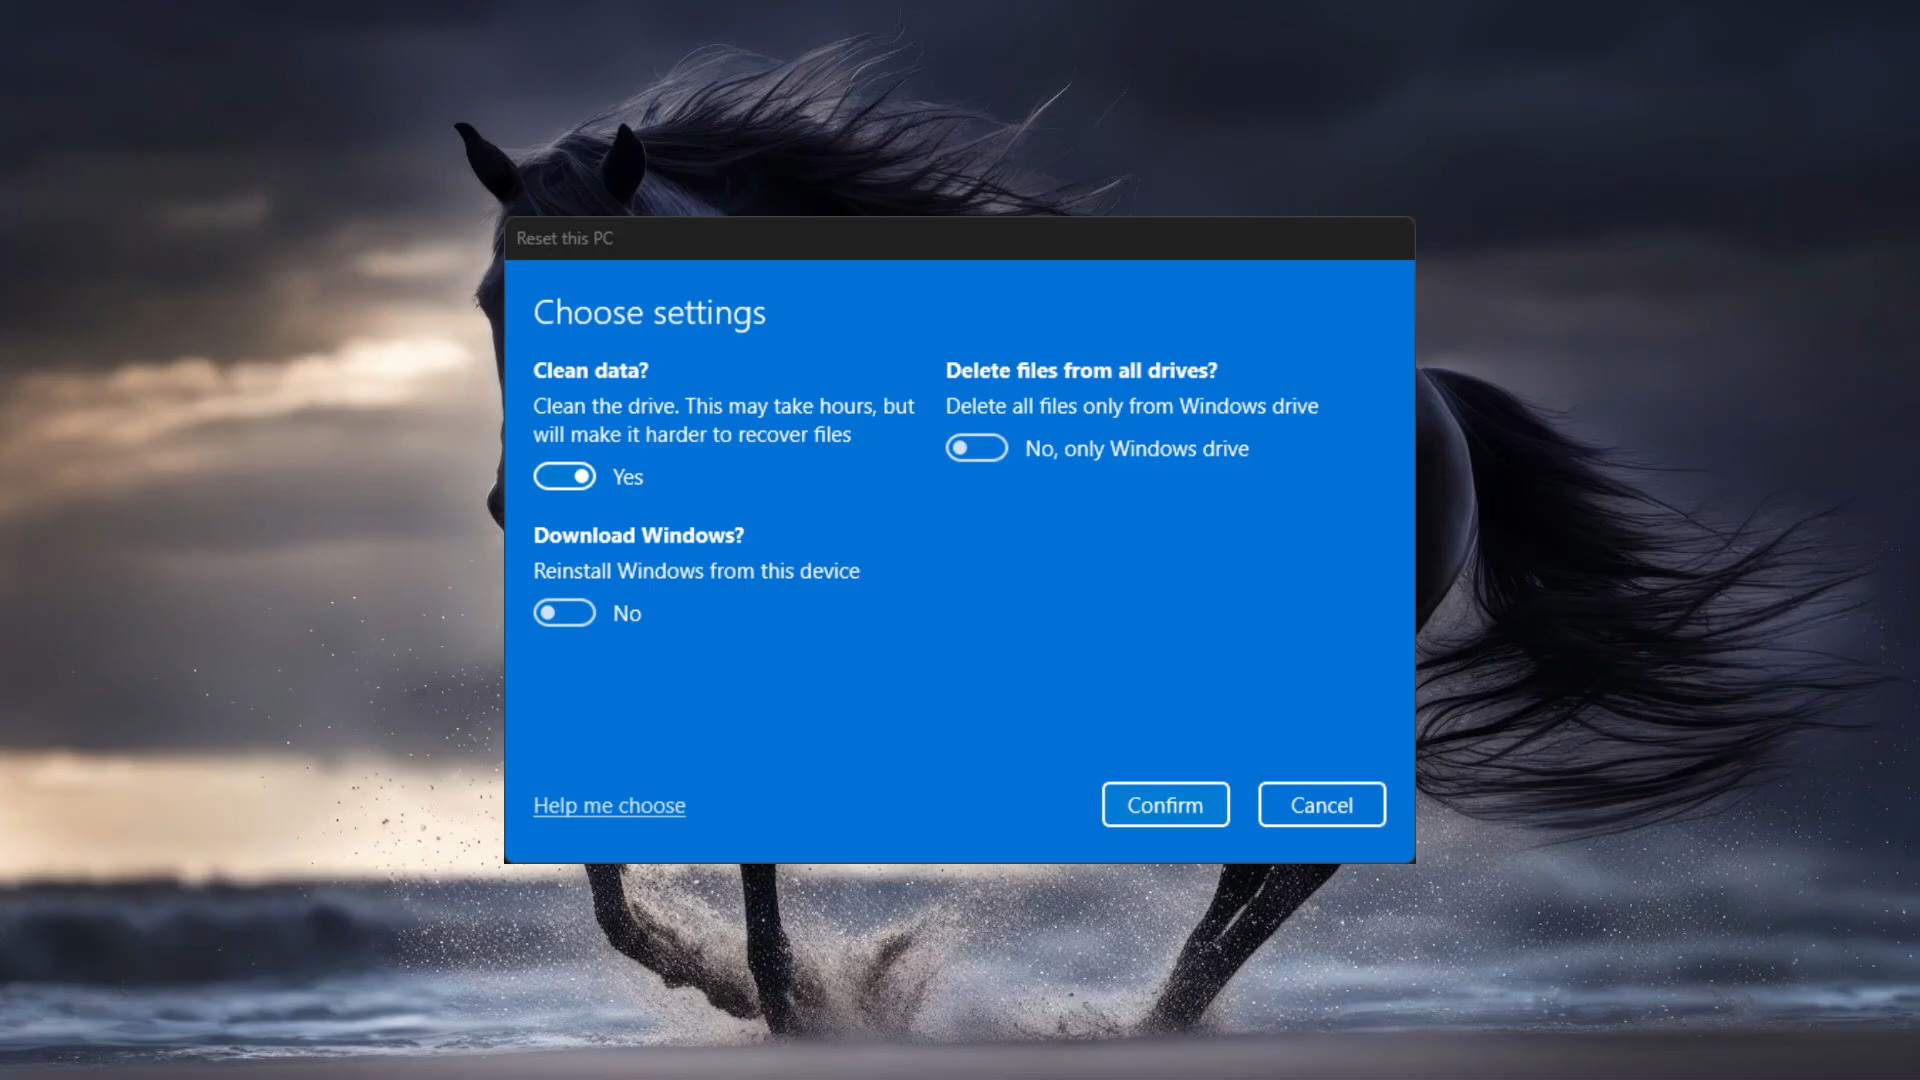 Reset this PC
Choose settings
Clean data?
Clean the drive. This may take hours, but
will make it harder to recover files
Yes
Download Windows?
Reinstall Windows from this device
No
Delete files from all drives?
Delete all files only from Windows drive
No, only Windows drive
Help me choose
Confirm
Cancel